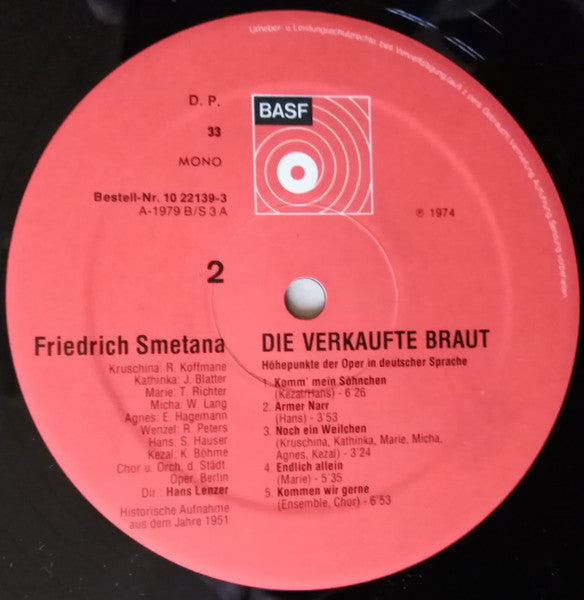 Urheber- u. Leistungsschutzrechte, bes. Vervielfältigung
D. P.
BASF
33
MONO
Bestell-Nr. 10 22139-3
A-1979 B/S 3 A
℗ 1974
2
Friedrich Smetana
DIE VERKAUFTE BRAUT
Höhepunkte der Oper in deutscher Sprache
Kruschina: R. Koffmane
Kathinka: J. Blatter
Marie: T. Richter
Micha: W. Lang
Agnes: E. Hagemann
Wenzel: R. Peters
Hans: S. Hauser
Kezal: K. Böhme
Chor u. Orch. d. Städt.
Oper, Berlin
Dir.: Hans Lenzer
Historische Aufnahme
aus dem Jahre 1951
1. Komm' mein Söhnchen
(Kezal/Hans) - 6'26
2. Armer Narr
(Hans) - 3'53
3. Noch ein Weilchen
(Kruschina, Kathinka, Marie, Micha,
Agnes, Kezal) - 3'24
4. Endlich allein
(Marie) - 5'35
5. Kommen wir gerne
(Ensemble, Chor) - 6'53